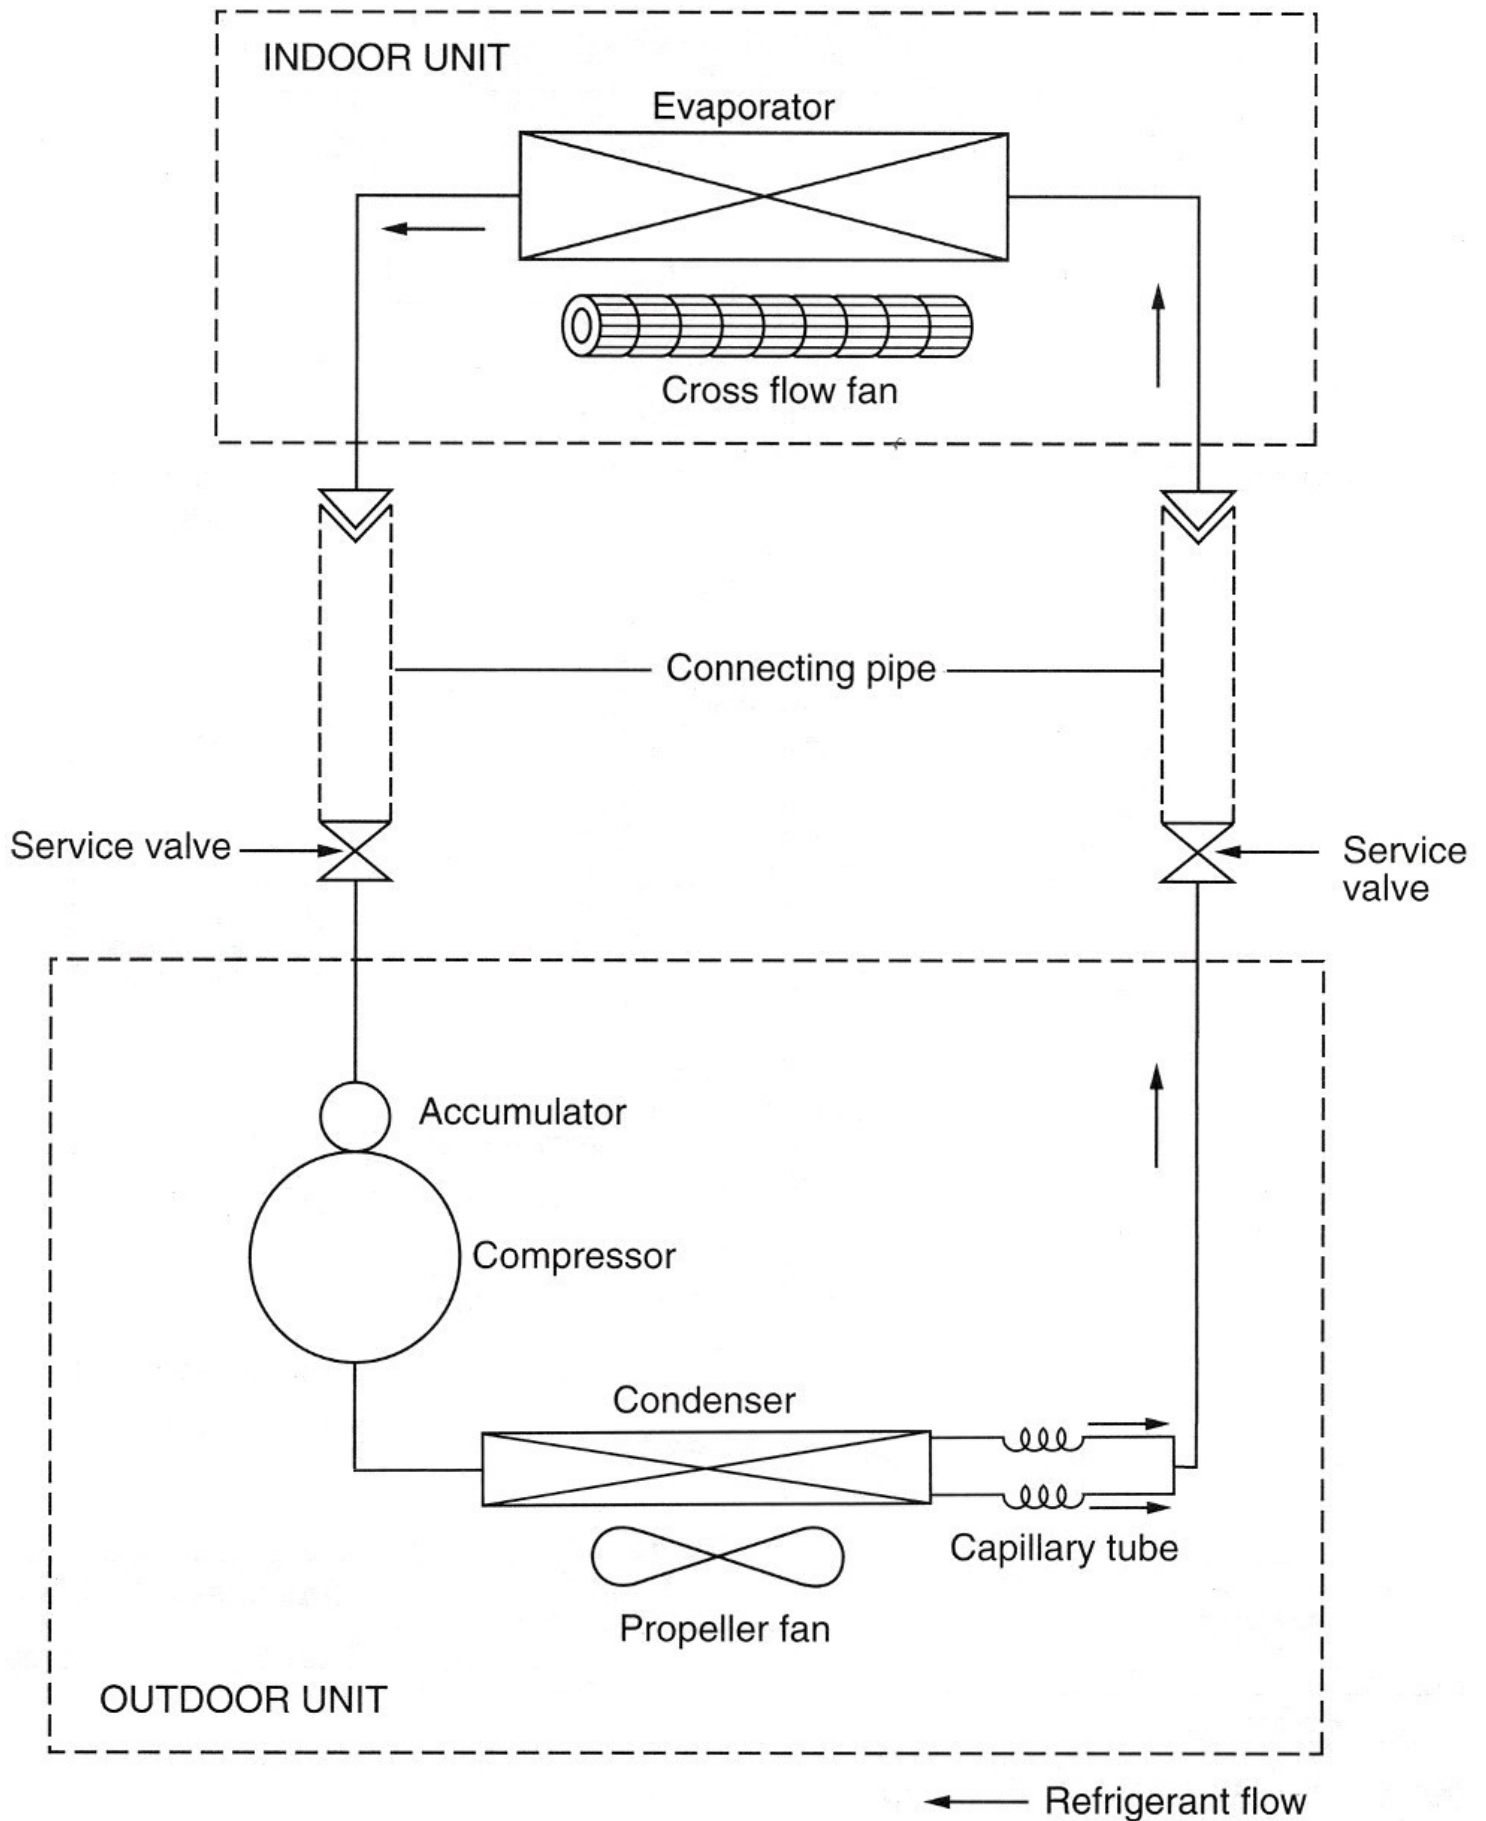 INDOOR UNIT
Evaporator
Cross flow fan
Connecting pipe
Service valve
Service
valve
Accumulator
Compressor
Condenser
Capillary tube
Propeller fan
OUTDOOR UNIT
Refrigerant flow